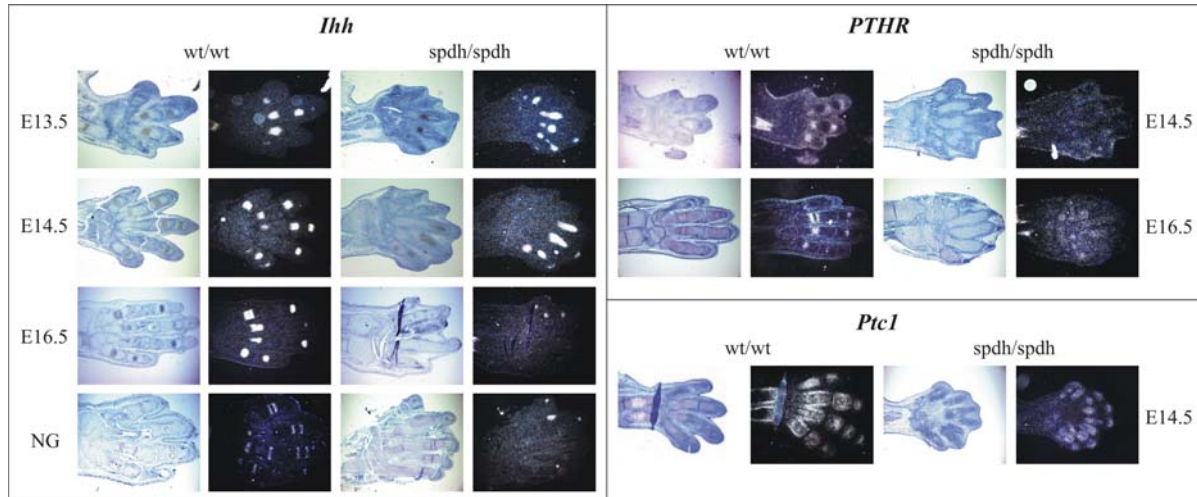 Ihh
wt/wt
spdh/spdh
E13.5
E14.5
E16.5
NG
PTHR
wt/wt
spdh/spdh
E14.5
E16.5
Ptc1
wt/wt
spdh/spdh
E14.5